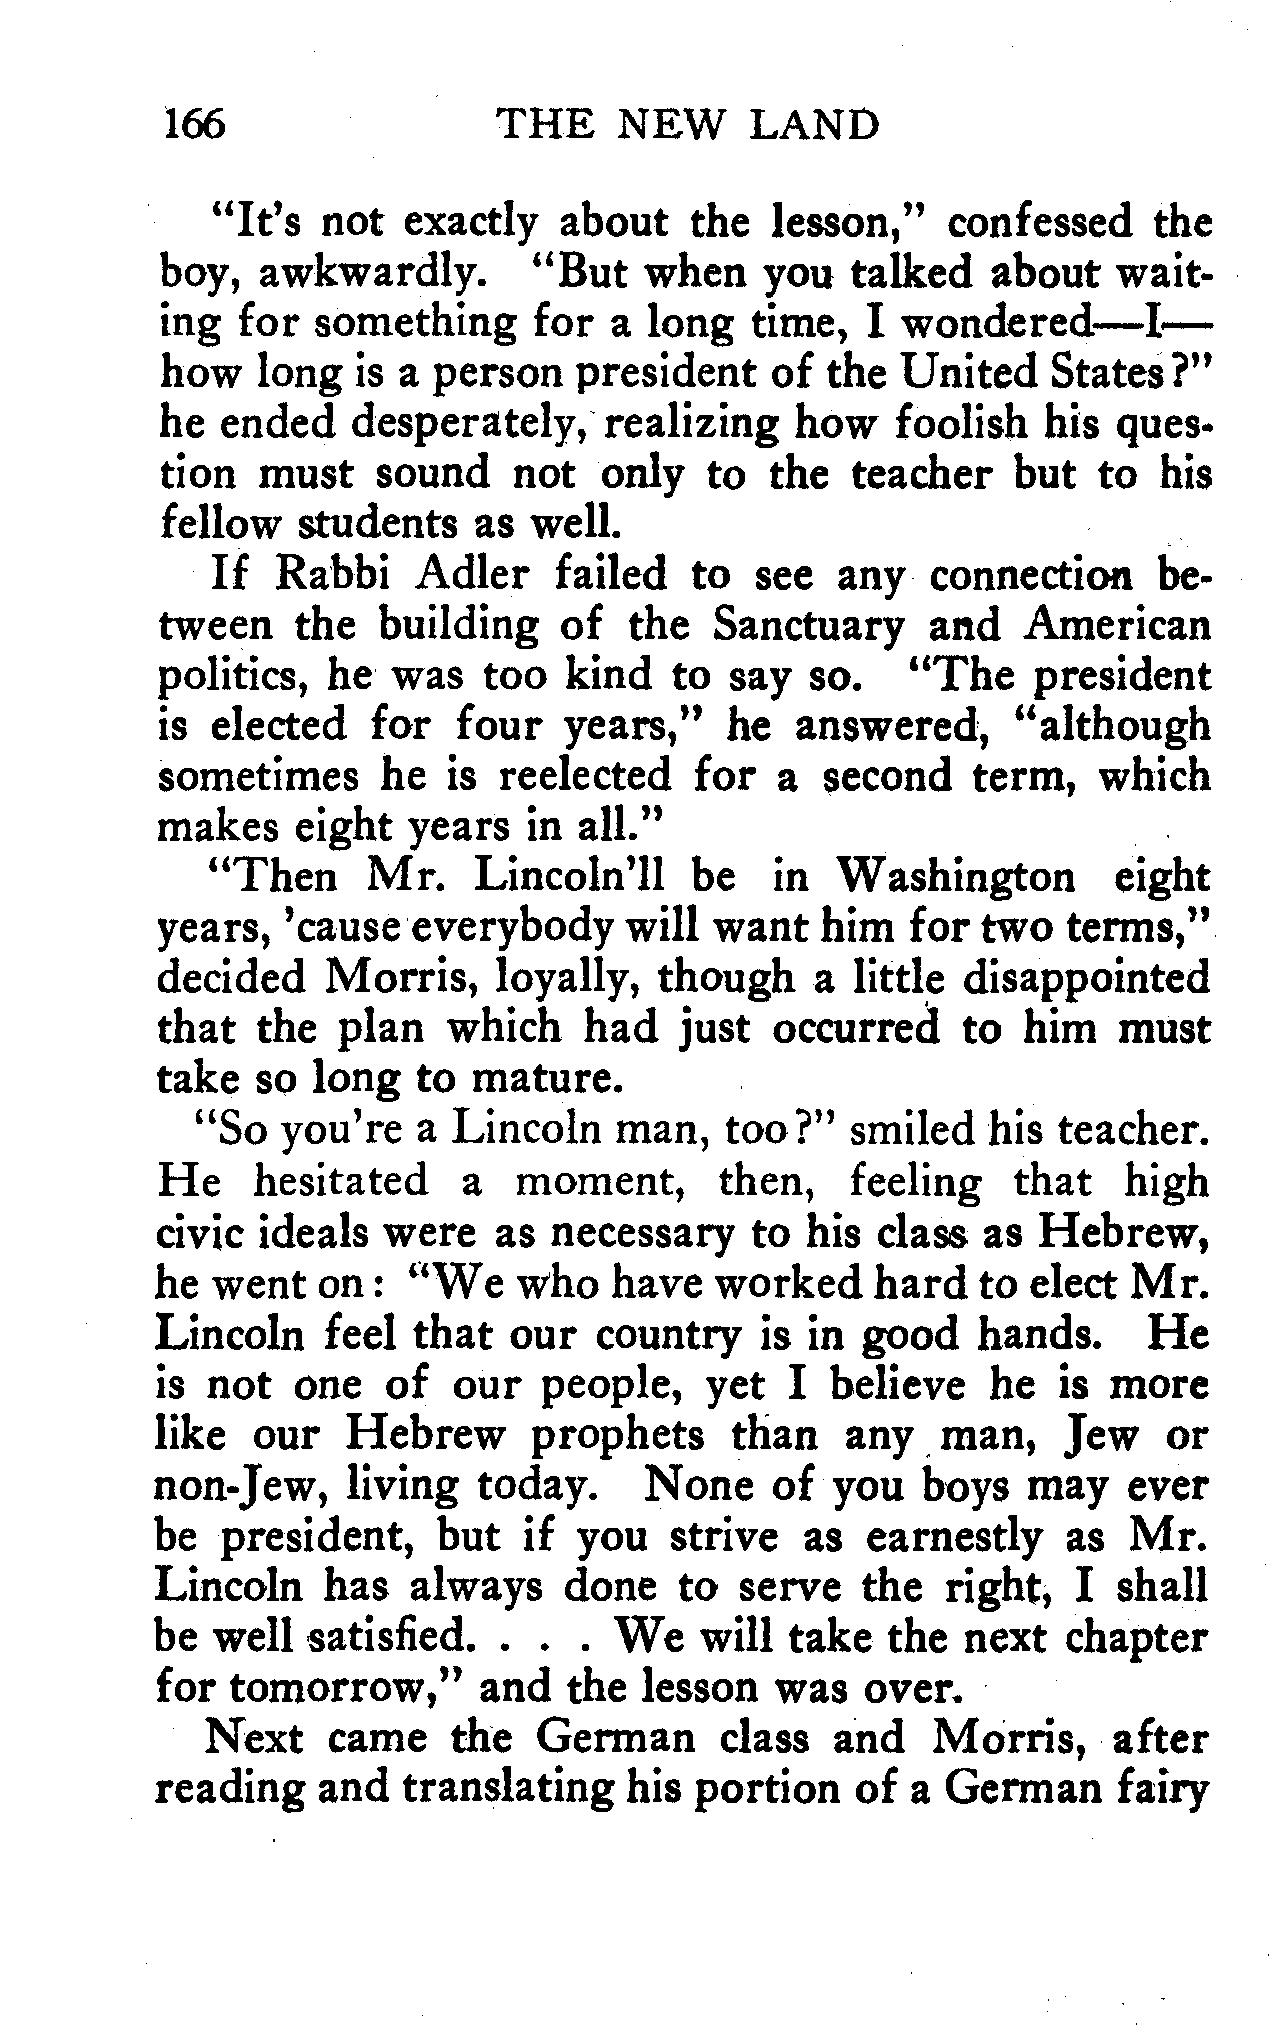 166 THE NEW LAND
“It's not exactly about the lesson,” confessed the
boy, awkwardly. “But when you talked about wait-
ing for something for a long time, I wondered—I—
how long is a person president of the United States?”
he ended desperately, realizing how foolish his ques-
tion must sound not only to the teacher but to his
fellow students as well.
If Rabbi Adler failed to see any connection be-
tween the building of the Sanctuary and American
politics, he was too kind to say so. “The president
is elected for four years,” he answered, “although
sometimes he is reelected for a second term, which
makes eight years in all.”
“Then Mr. Lincoln'll be in Washington eight
years, 'cause everybody will want him for two terms,”
decided Morris, loyally, though a little disappointed
that the plan which had just occurred to him must
take so long to mature.
“So you're a Lincoln man, too?” smiled his teacher.
He hesitated a moment, then, feeling that high
civic ideals were as necessary to his class as Hebrew,
he went on: “We who have worked hard to elect Mr.
Lincoln feel that our country is in good hands. He
is not one of our people, yet I believe he is more
like our Hebrew prophets than any man, Jew or
non-Jew, living today. None of you boys may ever
be president, but if you strive as earnestly as Mr.
Lincoln has always done to serve the right, I shall
be well satisfied. . . . We will take the next chapter
for tomorrow,” and the lesson was over.
Next came the German class and Morris, after
reading and translating his portion of a German fairy